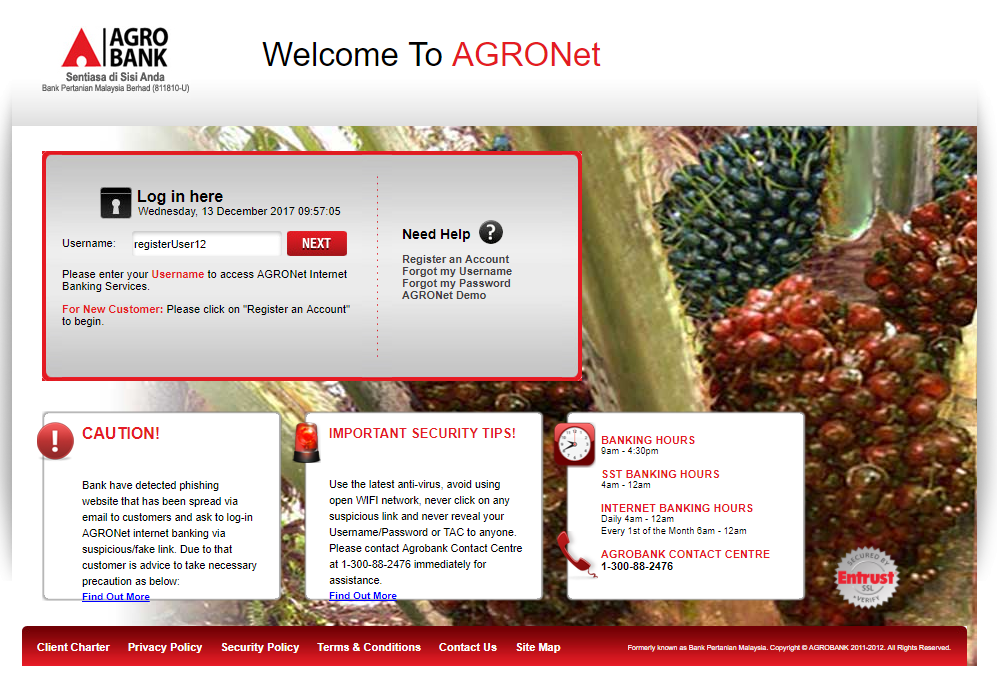 AGRO
BANK
Sentiasa di Sisi Anda
Bank Pertanian Malaysia Berhad (811810-U)
Welcome To AGRONet
Log in here
Wednesday, 13 December 2017 09:57:05
Username: registerUser12 NEXT
Please enter your Username to access AGRONet Internet
Banking Services.
For New Customer: Please click on "Register an Account"
to begin.
Need Help ?
Register an Account
Forgot my Username
Forgot my Password
AGRONet Demo
CAUTION!
Bank have detected phishing
website that has been spread via
email to customers and ask to log-in
AGRONet internet banking via
suspicious/fake link. Due to that
customer is advice to take necessary
precaution as below:
Find Out More
IMPORTANT SECURITY TIPS!
Use the latest anti-virus, avoid using
open WIFI network, never click on any
suspicious link and never reveal your
Username/Password or TAC to anyone.
Please contact Agrobank Contact Centre
at 1-300-88-2476 immediately for
assistance.
Find Out More
BANKING HOURS
9am - 4:30pm
SST BANKING HOURS
4am - 12am
INTERNET BANKING HOURS
Daily 4am - 12am
Every 1st of the Month 6am - 12am
AGROBANK CONTACT CENTRE
1-300-88-2476
SECURED BY
Entrust
SSL
VERIFY
Client Charter Privacy Policy Security Policy Terms & Conditions Contact Us Site Map
Formerly known as Bank Pertanian Malaysia. Copyright © AGROBANK 2011-2012. All Rights Reserved.